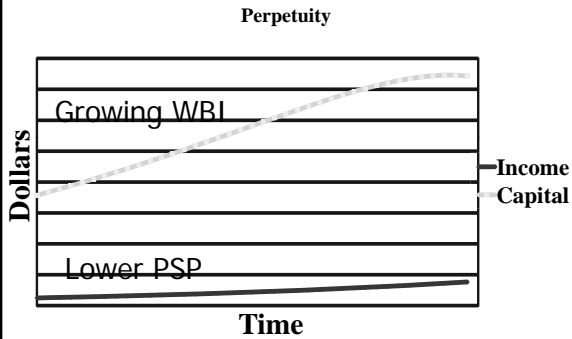 Perpetuity
Growing WBI
Dollars
Income
Capital
Lower PSP
Time